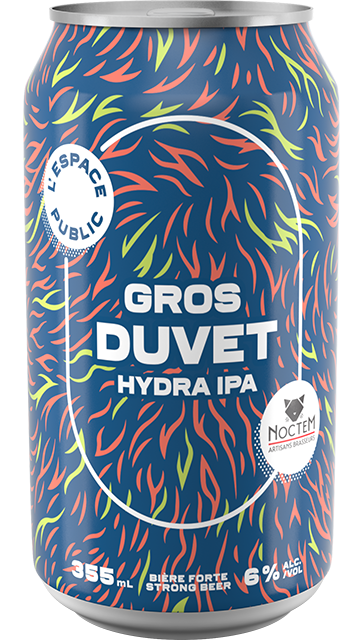 L'ESPACE
PUBLIC
GROS
DUVET
HYDRA IPA
NOCTEM
ARTISANS BRASSEURS
355 mL
BIÈRE FORTE
STRONG BEER
6% ALC.
/VOL